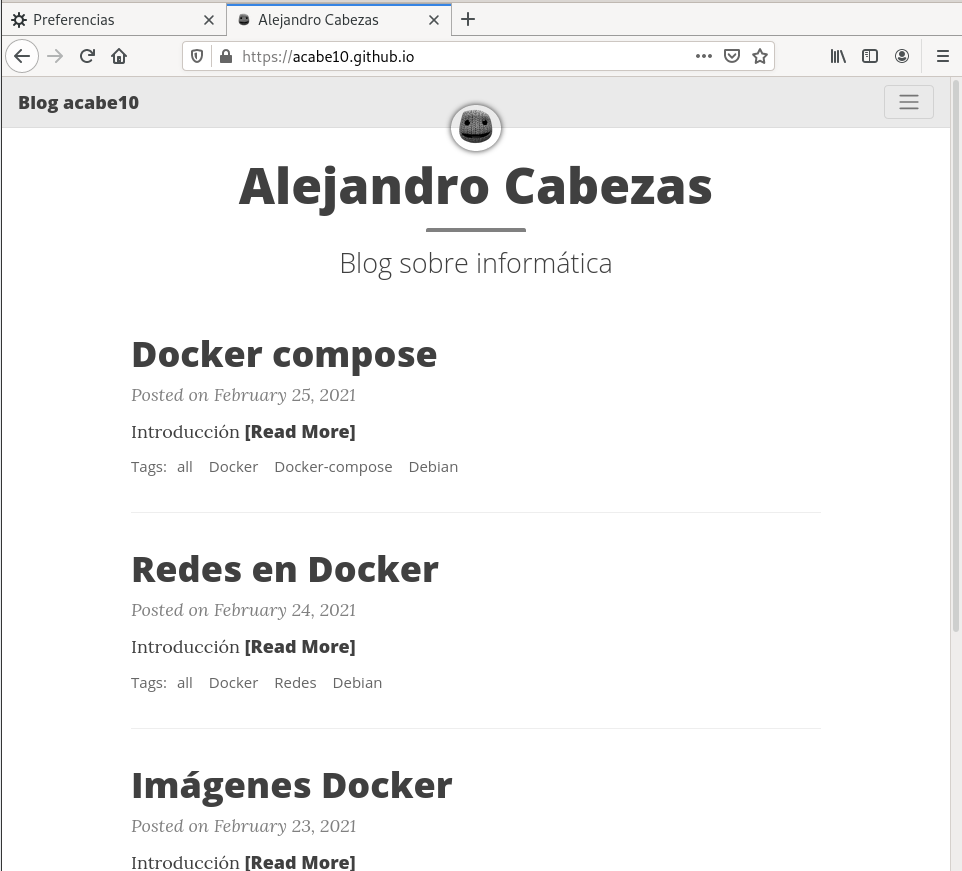 Preferencias
Alejandro Cabezas
https://acabe10.github.io
Blog acabe10
Alejandro Cabezas
Blog sobre informática
Docker compose
Posted on February 25, 2021
Introducción [Read More]
Tags: all Docker Docker-compose Debian
Redes en Docker
Posted on February 24, 2021
Introducción [Read More]
Tags: all Docker Redes Debian
Imágenes Docker
Posted on February 23, 2021
Introducción [Read More]